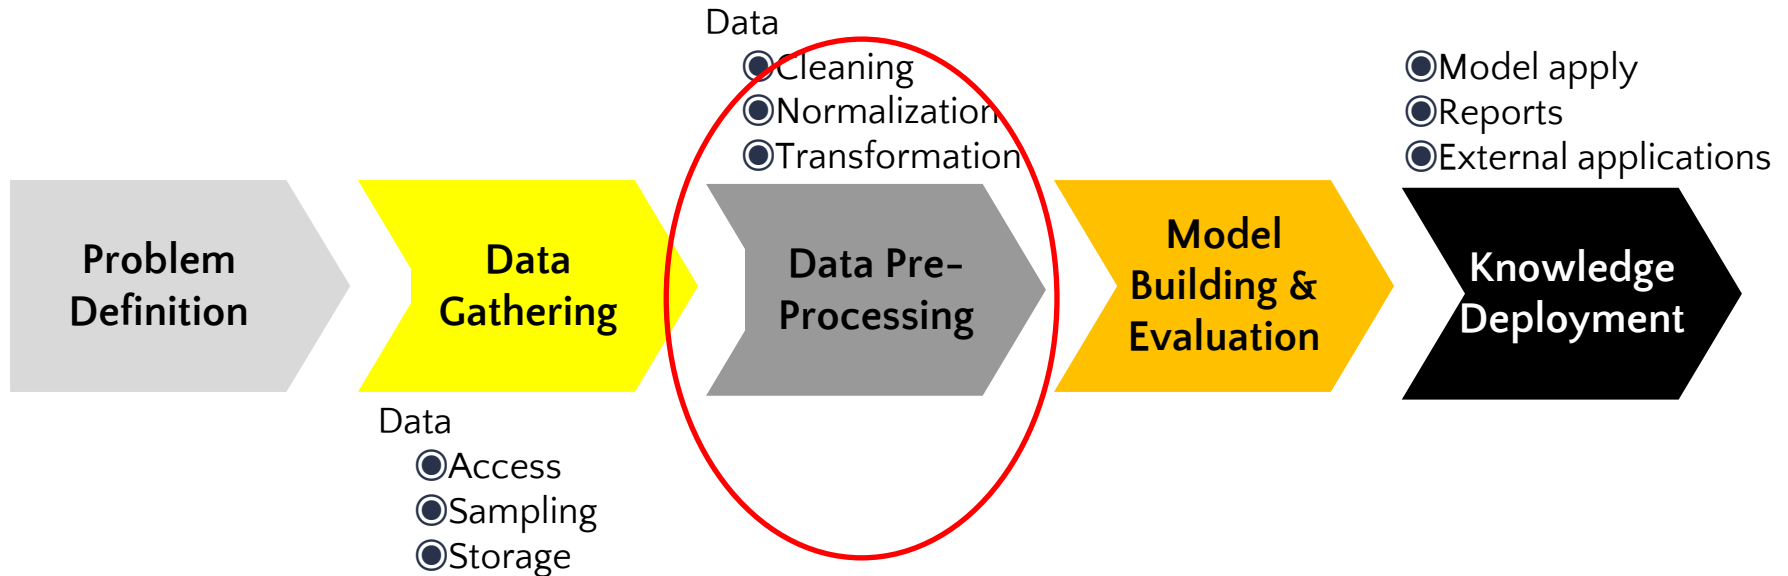 Data
Cleaning
Normalization
Transformation
Model apply
Reports
External applications
Problem
Definition
Data
Gathering
Data Pre-
Processing
Model
Building &
Evaluation
Knowledge
Deployment
Data
Access
Sampling
Storage